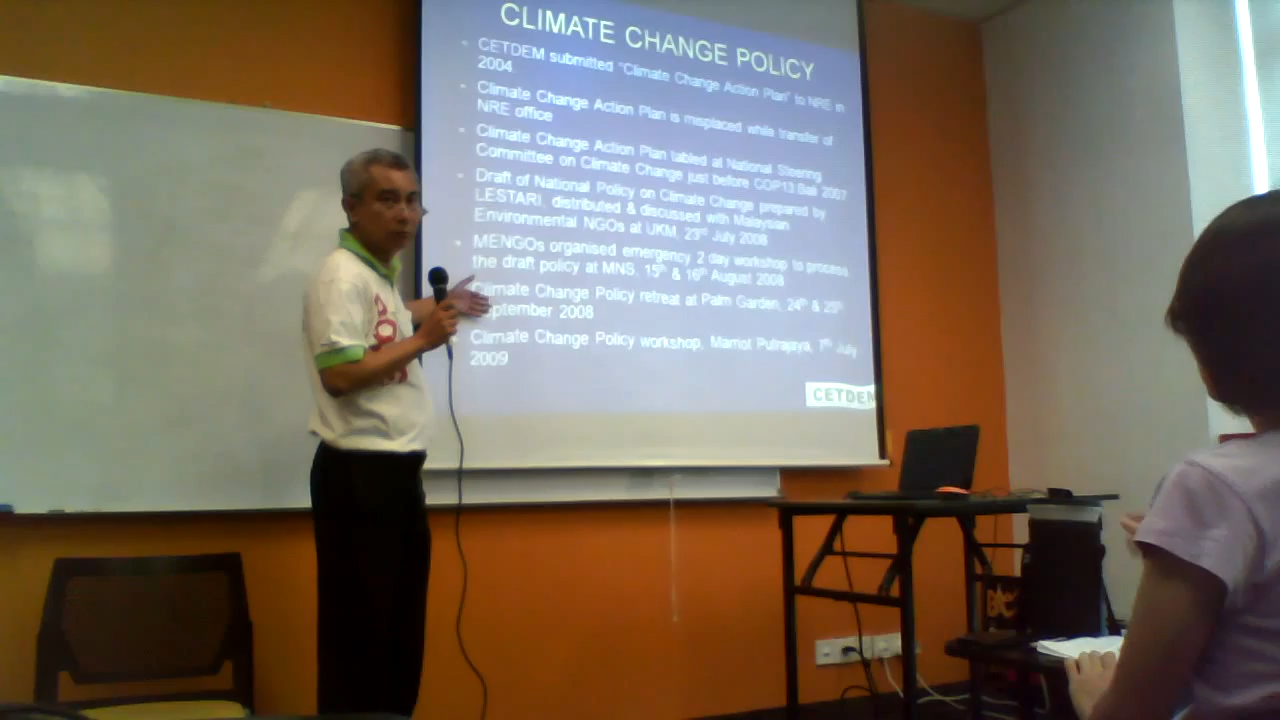 CLIMATE CHANGE POLICY
CETDEM submitted "Climate Change Action Plan" to NRE in
2004
Climate Change Action Plan is misplaced while transfer of
NRE office
Climate Change Action Plan tabled at National Steering
Committee on Climate Change just before COP13 Bali 2007
Draft of National Policy on Climate Change prepared by
LESTARI, distributed & discussed with Malaysian
Environmental NGOs at UKM, 23rd July 2008
MENGOs organised emergency 2 day workshop to process
the draft policy at MNS, 15th & 16th August 2008
Climate Change Policy retreat at Palm Garden, 24th & 25th
September 2008
Climate Change Policy workshop, Marriot Putrajaya, 7th July
2009
CETDEM